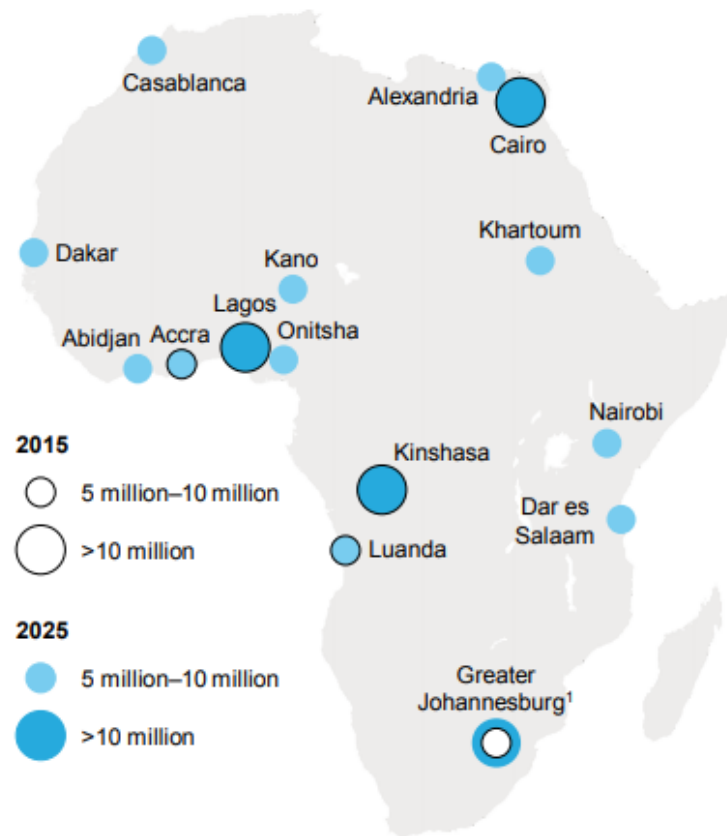 Casablanca
Alexandria
Cairo
Dakar
Khartoum
Kano
Lagos
Abidjan
Accra
Onitsha
Nairobi
2015
Kinshasa
5 million–10 million
Dar es
Salaam
>10 million
Luanda
2025
5 million–10 million
Greater
Johannesburg¹
>10 million